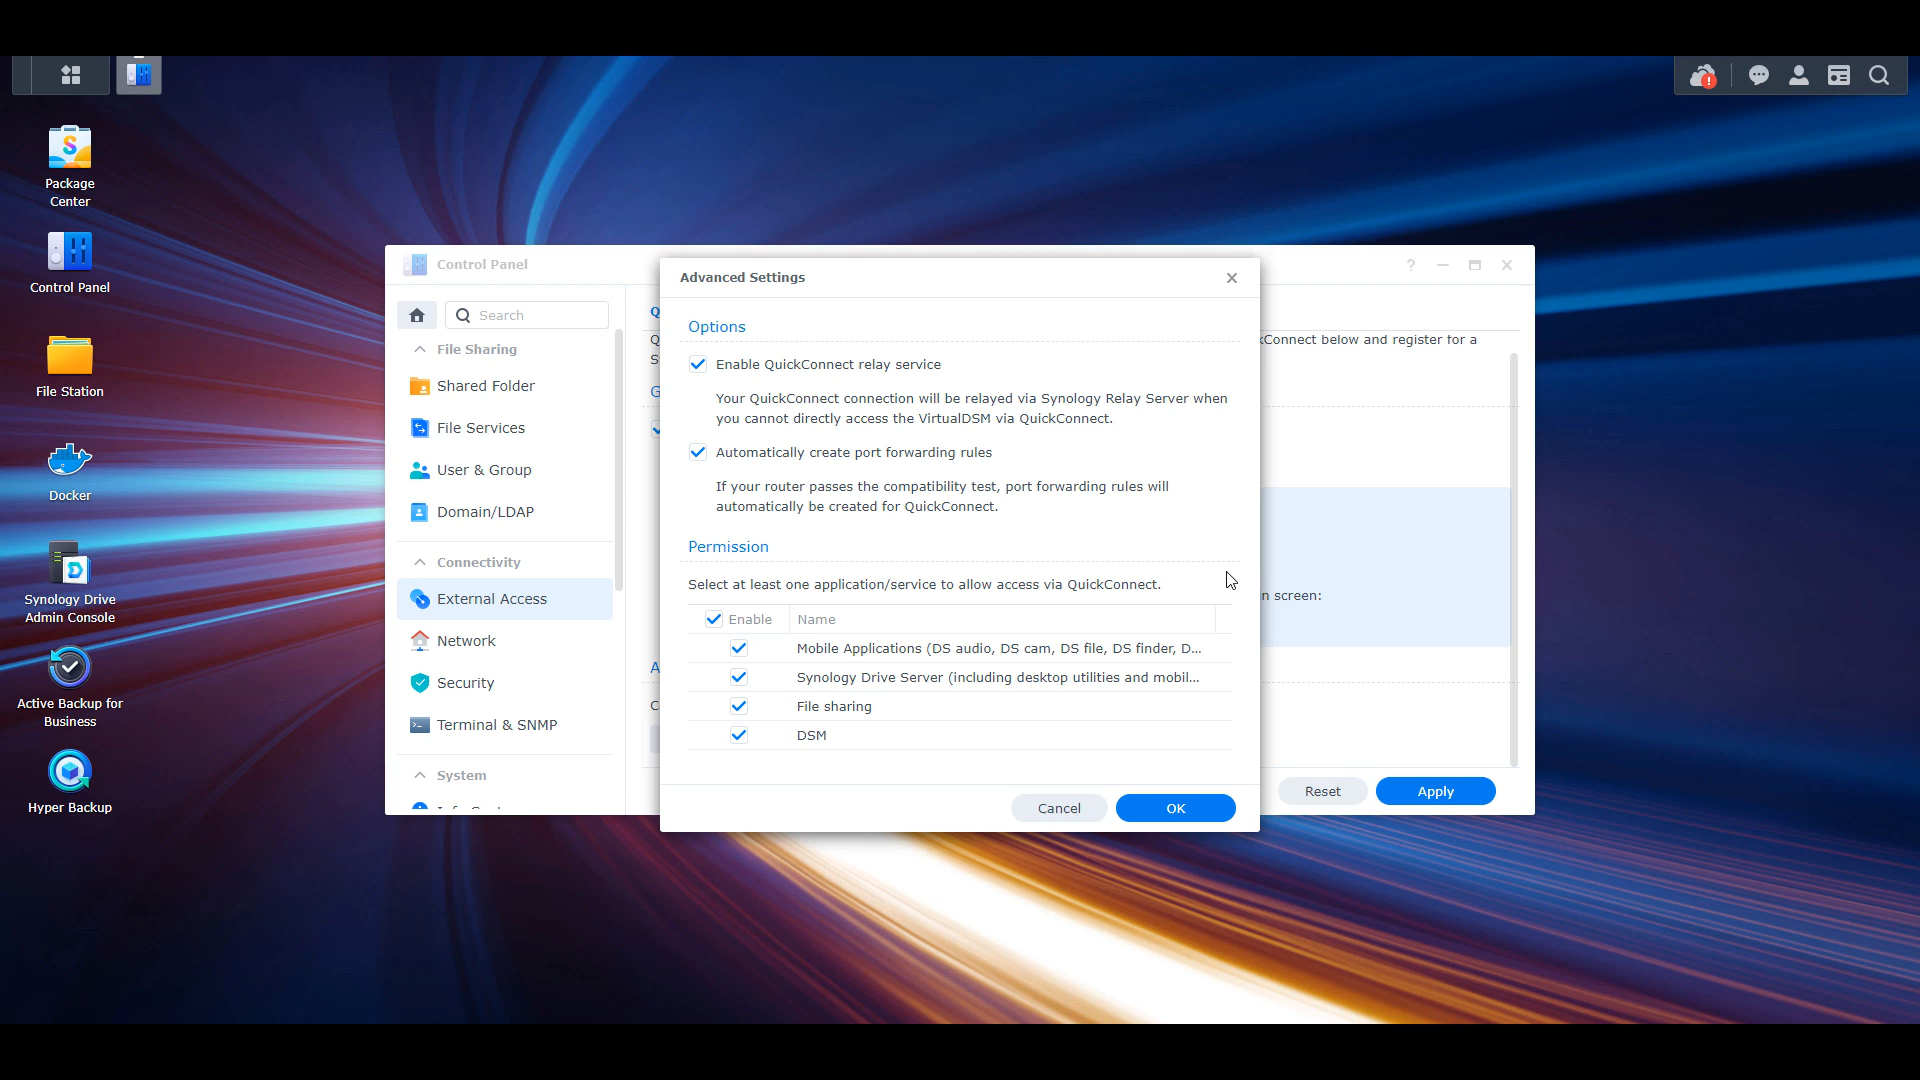 Package
Center
Control Panel
File Station
Docker
Synology Drive
Admin Console
Active Backup for
Business
Hyper Backup
Control Panel
Search
File Sharing
Shared Folder
File Services
User & Group
Domain/LDAP
Connectivity
External Access
Network
Security
Terminal & SNMP
System
kConnect below and register for a
n screen:
Reset
Apply
Advanced Settings
Options
Enable QuickConnect relay service
Your QuickConnect connection will be relayed via Synology Relay Server when
you cannot directly access the VirtualDSM via QuickConnect.
Automatically create port forwarding rules
If your router passes the compatibility test, port forwarding rules will
automatically be created for QuickConnect.
Permission
Select at least one application/service to allow access via QuickConnect.
Enable Name
Mobile Applications (DS audio, DS cam, DS file, DS finder, D...
Synology Drive Server (including desktop utilities and mobil...
File sharing
DSM
Cancel
OK